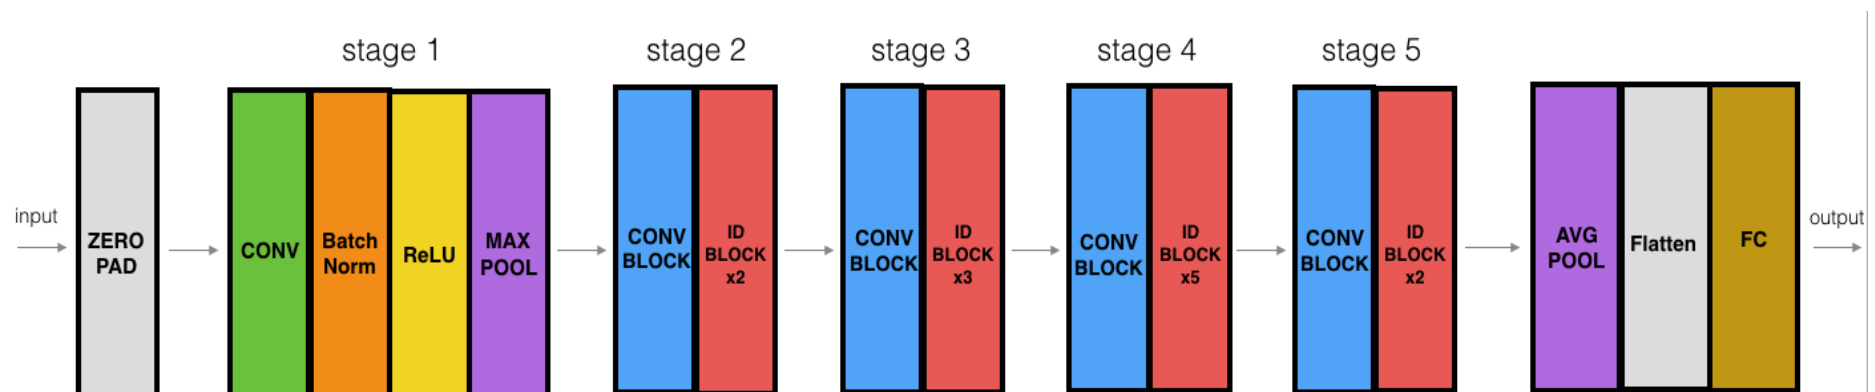 stage 1
stage 2
stage 3
stage 4
stage 5
input
ZERO
PAD
CONV
Batch
Norm
ReLU
MAX
POOL
CONV
BLOCK
ID
BLOCK
x2
CONV
BLOCK
ID
BLOCK
x3
CONV
BLOCK
ID
BLOCK
x5
CONV
BLOCK
ID
BLOCK
x2
AVG
POOL
Flatten
FC
output